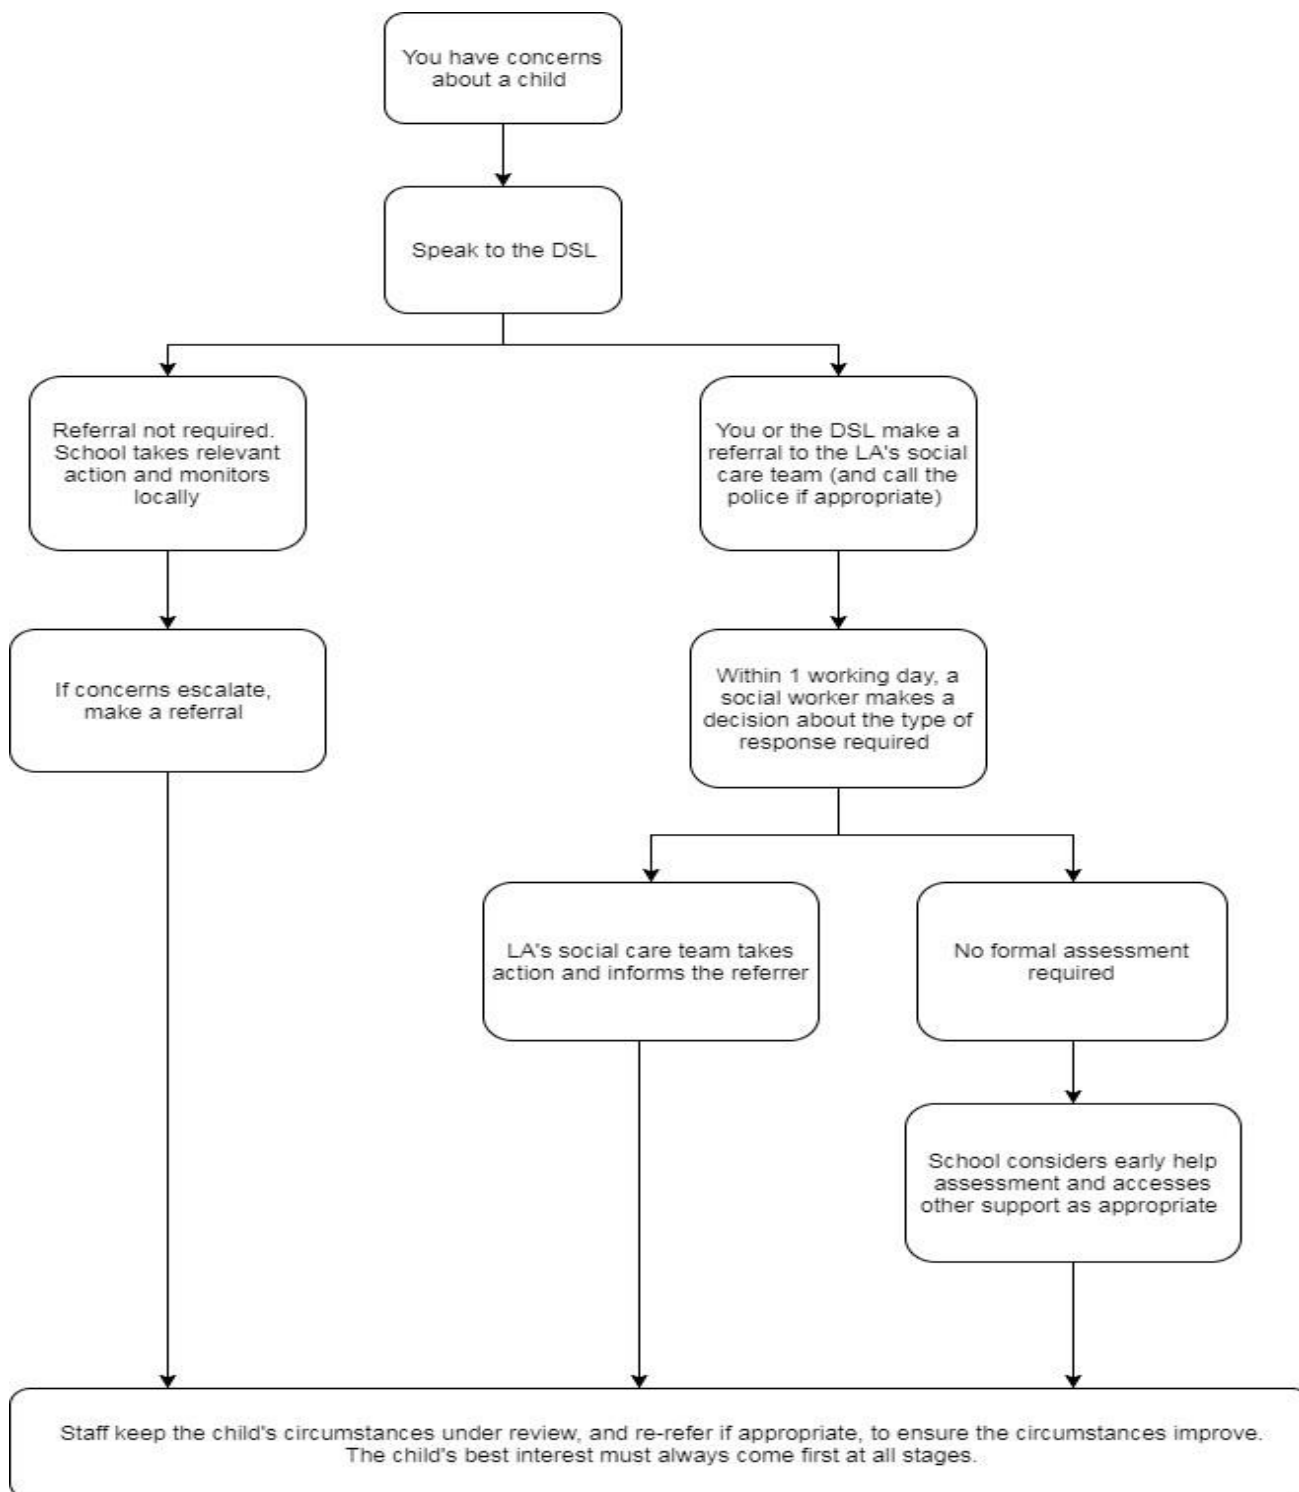 You have concerns
about a child
Speak to the DSL
Referral not required.
School takes relevant
action and monitors
locally
You or the DSL make a
referral to the LA's social
care team (and call the
police if appropriate)
If concerns escalate,
make a referral
Within 1 working day, a
social worker makes a
decision about the type of
response required
LA's social care team takes
action and informs the referrer
No formal assessment
required
School considers early help
assessment and accesses
other support as appropriate
Staff keep the child's circumstances under review, and re-refer if appropriate, to ensure the circumstances improve.
The child's best interest must always come first at all stages.